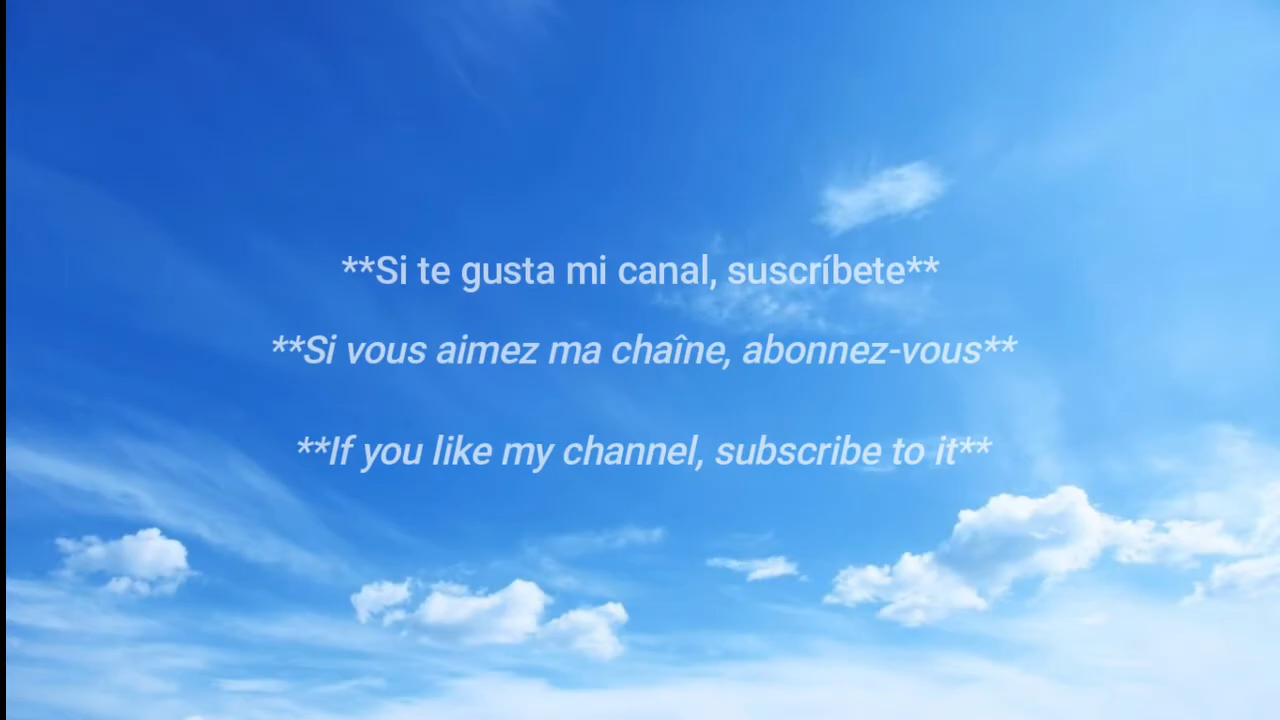 **Si te gusta mi canal, suscríbete**
**Si vous aimez ma chaîne, abonnez-vous**
**If you like my channel, subscribe to it**